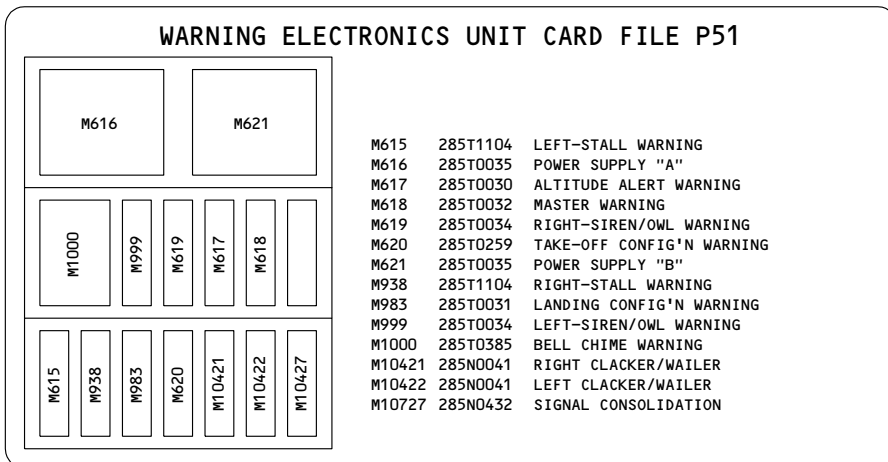 WARNING ELECTRONICS UNIT CARD FILE P51
M616
M621
M1000
M999
M619
M617
M618
M615
M938
M983
M620
M10421
M10422
M10427
M615 285T1104 LEFT-STALL WARNING
M616 285T0035 POWER SUPPLY "A"
M617 285T0030 ALTITUDE ALERT WARNING
M618 285T0032 MASTER WARNING
M619 285T0034 RIGHT-SIREN/OWL WARNING
M620 285T0259 TAKE-OFF CONFIG'N WARNING
M621 285T0035 POWER SUPPLY "B"
M938 285T1104 RIGHT-STALL WARNING
M983 285T0031 LANDING CONFIG'N WARNING
M999 285T0034 LEFT-SIREN/OWL WARNING
M1000 285T0385 BELL CHIME WARNING
M10421 285N0041 RIGHT CLACKER/WAILER
M10422 285N0041 LEFT CLACKER/WAILER
M10727 285N0432 SIGNAL CONSOLIDATION